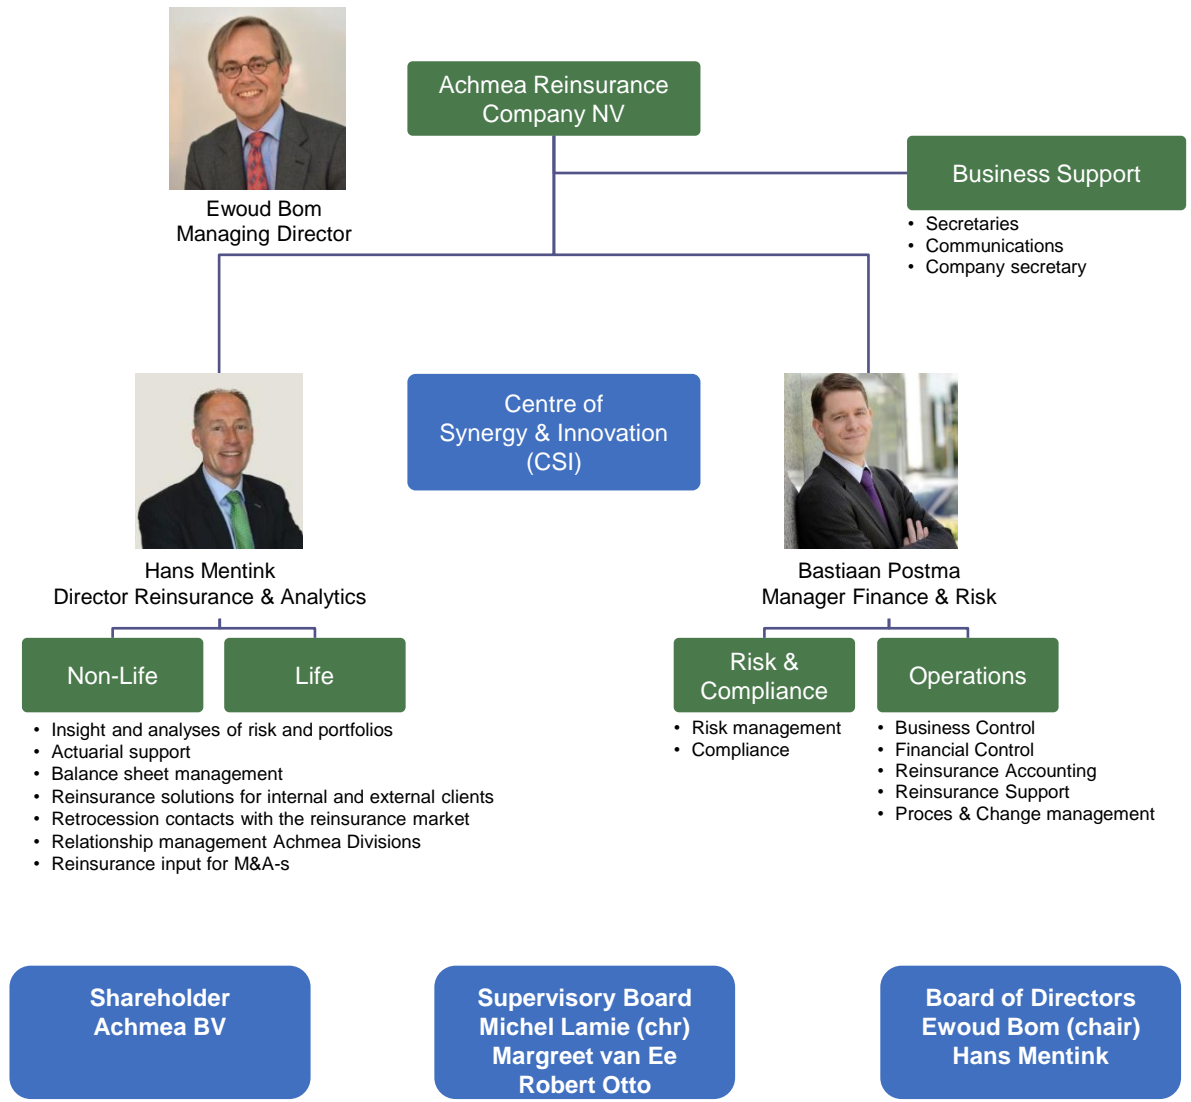 Achmea Reinsurance
Company NV
Ewoud Bom
Managing Director
Business Support
• Secretaries
• Communications
• Company secretary
Centre of
Synergy & Innovation
(CSI)
Hans Mentink
Director Reinsurance & Analytics
Bastiaan Postma
Manager Finance & Risk
Non-Life
Life
• Insight and analyses of risk and portfolios
• Actuarial support
• Balance sheet management
• Reinsurance solutions for internal and external clients
• Retrocession contacts with the reinsurance market
• Relationship management Achmea Divisions
• Reinsurance input for M&A-s
Risk &
Compliance
• Risk management
• Compliance
Operations
• Business Control
• Financial Control
• Reinsurance Accounting
• Reinsurance Support
• Proces & Change management
Shareholder
Achmea BV
Supervisory Board
Michel Lamie (chr)
Margreet van Ee
Robert Otto
Board of Directors
Ewoud Bom (chair)
Hans Mentink